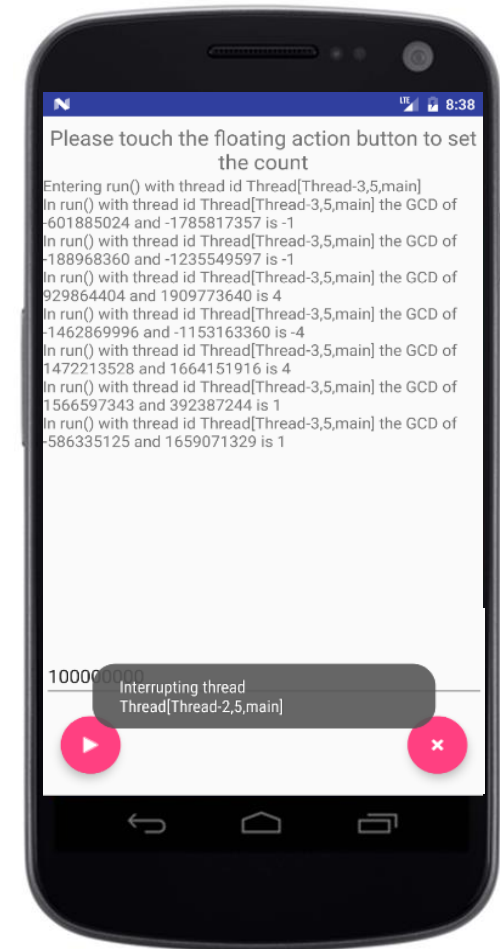 LTE 8:38
Please touch the floating action button to set
the count
Entering run() with thread id Thread[Thread-3,5,main]
In run() with thread id Thread[Thread-3,5,main] the GCD of
-601885024 and -1785817357 is -1
In run() with thread id Thread[Thread-3,5,main] the GCD of
-188968360 and -1235549597 is -1
In run() with thread id Thread[Thread-3,5,main] the GCD of
929864404 and 1909773640 is 4
In run() with thread id Thread[Thread-3,5,main] the GCD of
-1462869996 and -1153163360 is -4
In run() with thread id Thread[Thread-3,5,main] the GCD of
1472213528 and 1664151916 is 4
In run() with thread id Thread[Thread-3,5,main] the GCD of
1566597343 and 392387244 is 1
In run() with thread id Thread[Thread-3,5,main] the GCD of
-586335125 and 1659071329 is 1
100000000
Interrupting thread
Thread[Thread-2,5,main]